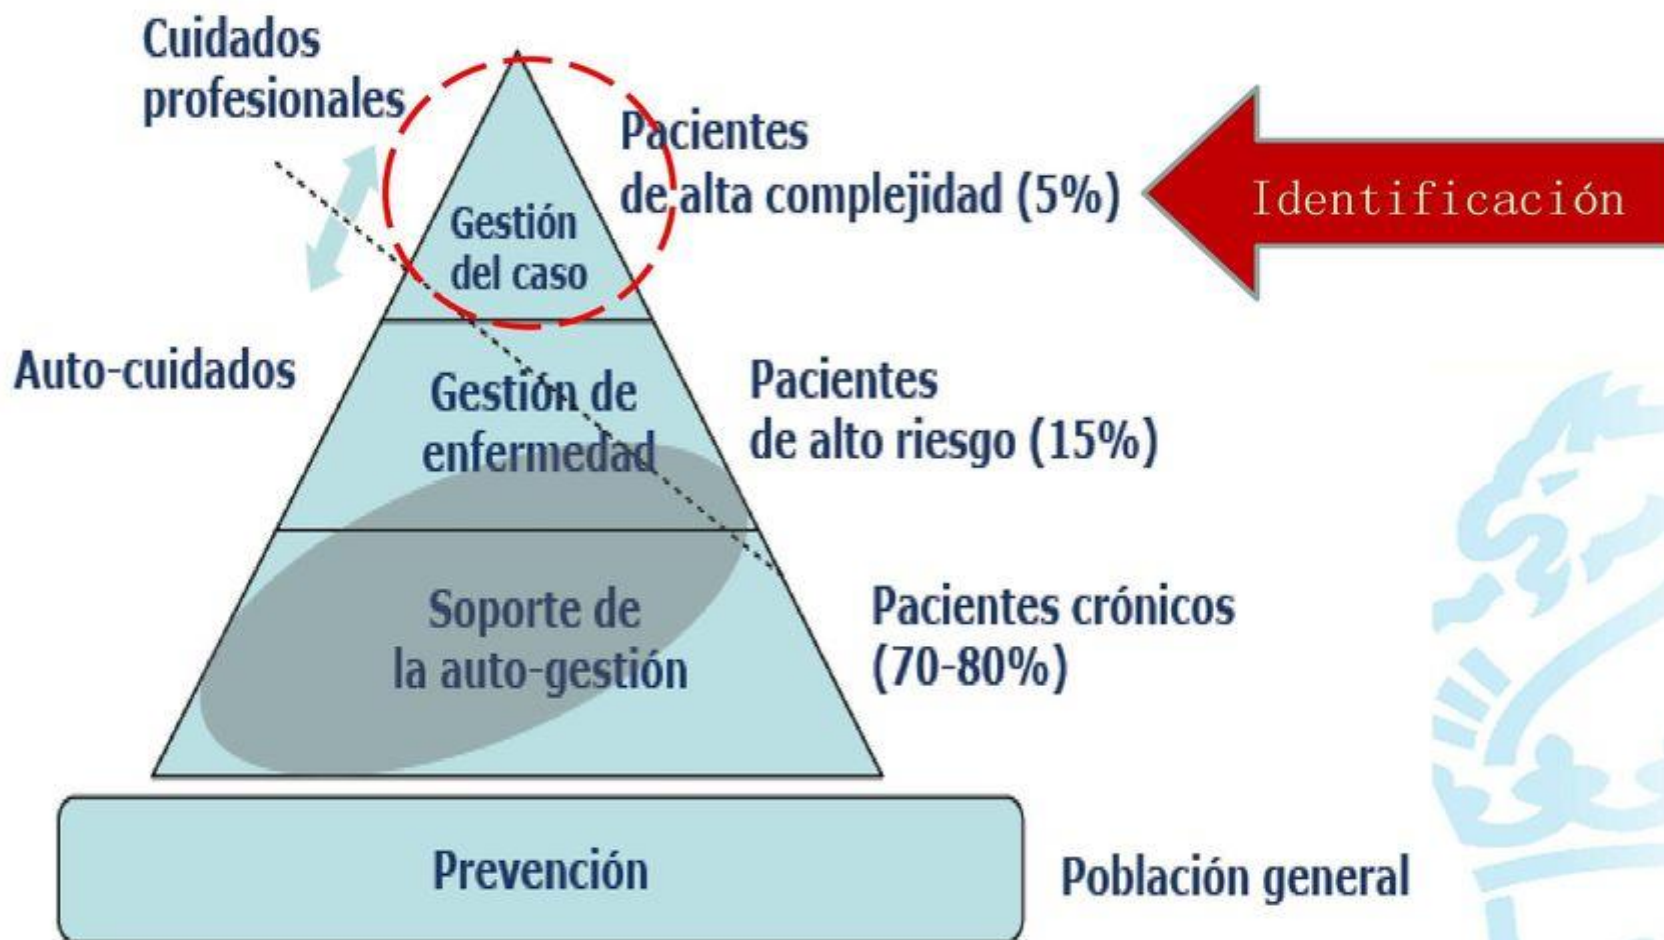 Cuidados
profesionales
Pacientes
de alta complejidad (5%)
Identificación
Gestión
del caso
Auto-cuidados
Gestión de
enfermedad
Pacientes
de alto riesgo (15%)
Soporte de
la auto-gestión
Pacientes crónicos
(70-80%)
Prevención
Población general